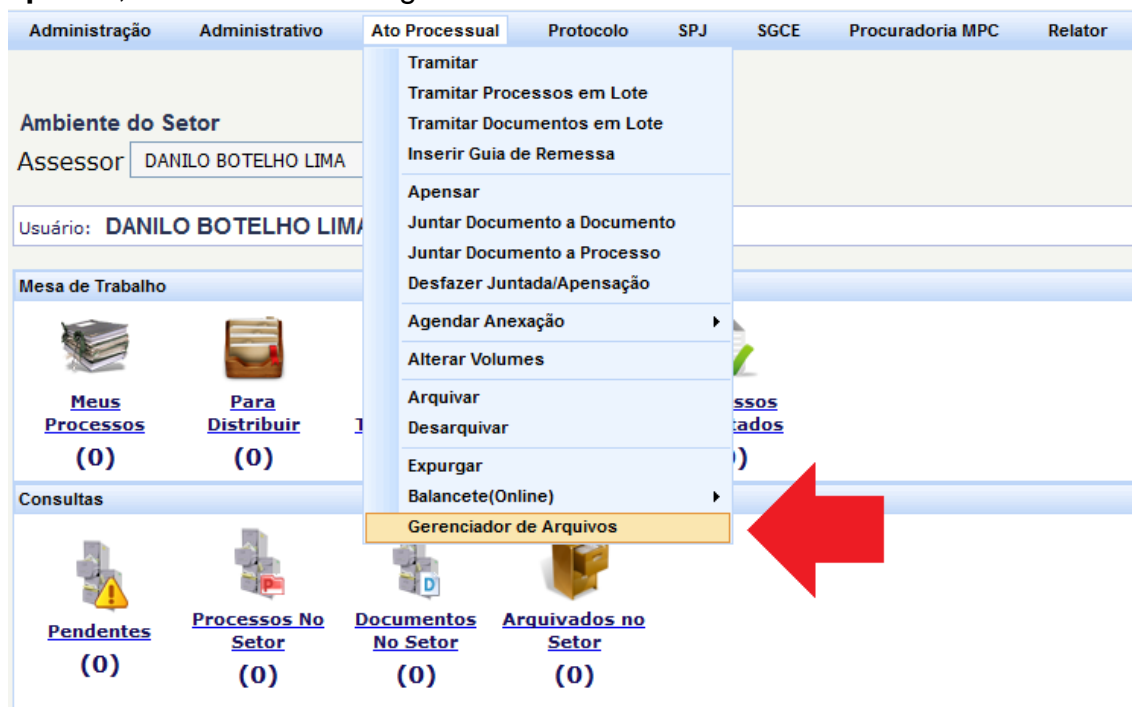 Administração Administrativo Ato Processual Protocolo SPJ SGCE Procuradoria MPC Relator
Tramitar
Tramitar Processos em Lote
Tramitar Documentos em Lote
Inserir Guia de Remessa
Apensar
Juntar Documento a Documento
Juntar Documento a Processo
Desfazer Juntada/Apensação
Agendar Anexação
Alterar Volumes
Arquivar
Desarquivar
Expurgar
Balancete(Online)
Gerenciador de Arquivos
Ambiente do Setor
Assessor DANILO BOTELHO LIMA
Usuário: DANILO BOTELHO LIMA
Mesa de Trabalho
Meus
Processos
(0)
Para
Distribuir
(0)
Consultas
Pendentes
(0)
Processos No
Setor
(0)
Documentos
No Setor
(0)
Arquivados no
Setor
(0)